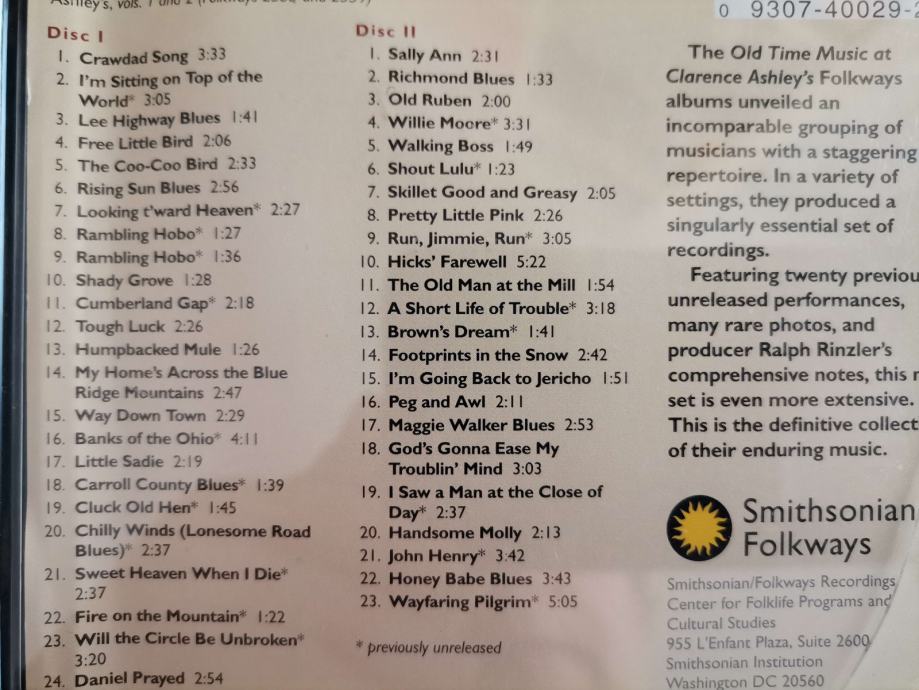 Ashley's, vols. 1 and 2 (Folkways
0 9307-40029-2
Disc I
1. Crawdad Song 3:33
2. I'm Sitting on Top of the
World* 3:05
3. Lee Highway Blues 1:41
4. Free Little Bird 2:06
5. The Coo-Coo Bird 2:33
6. Rising Sun Blues 2:56
7. Looking t'ward Heaven* 2:27
8. Rambling Hobo* 1:27
9. Rambling Hobo* 1:36
10. Shady Grove 1:28
11. Cumberland Gap* 2:18
12. Tough Luck 2:26
13. Humpbacked Mule 1:26
14. My Home's Across the Blue
Ridge Mountains 2:47
15. Way Down Town 2:29
16. Banks of the Ohio* 4:11
17. Little Sadie 2:19
18. Carroll County Blues* 1:39
19. Cluck Old Hen* 1:45
20. Chilly Winds (Lonesome Road
Blues)* 2:37
21. Sweet Heaven When I Die*
2:37
22. Fire on the Mountain* 1:22
23. Will the Circle Be Unbroken*
3:20
24. Daniel Prayed 2:54
Disc II
1. Sally Ann 2:31
2. Richmond Blues 1:33
3. Old Ruben 2:00
4. Willie Moore* 3:31
5. Walking Boss 1:49
6. Shout Lulu* 1:23
7. Skillet Good and Greasy 2:05
8. Pretty Little Pink 2:26
9. Run, Jimmie, Run* 3:05
10. Hicks' Farewell 5:22
11. The Old Man at the Mill 1:54
12. A Short Life of Trouble* 3:18
13. Brown's Dream* 1:41
14. Footprints in the Snow 2:42
15. I'm Going Back to Jericho 1:51
16. Peg and Awl 2:11
17. Maggie Walker Blues 2:53
18. God's Gonna Ease My
Troublin' Mind 3:03
19. I Saw a Man at the Close of
Day* 2:37
20. Handsome Molly 2:13
21. John Henry* 3:42
22. Honey Babe Blues 3:43
23. Wayfaring Pilgrim* 5:05
* previously unreleased
The Old Time Music at
Clarence Ashley's Folkways
albums unveiled an
incomparable grouping of
musicians with a staggering
repertoire. In a variety of
settings, they produced a
singularly essential set of
recordings.
Featuring twenty previou
unreleased performances,
many rare photos, and
producer Ralph Rinzler's
comprehensive notes, this
set is even more extensive.
This is the definitive collect
of their enduring music.
Smithsonian
Folkways
Smithsonian/Folkways Recordings
Center for Folklife Programs and
Cultural Studies
955 L'Enfant Plaza, Suite 2600
Smithsonian Institution
Washington DC 20560